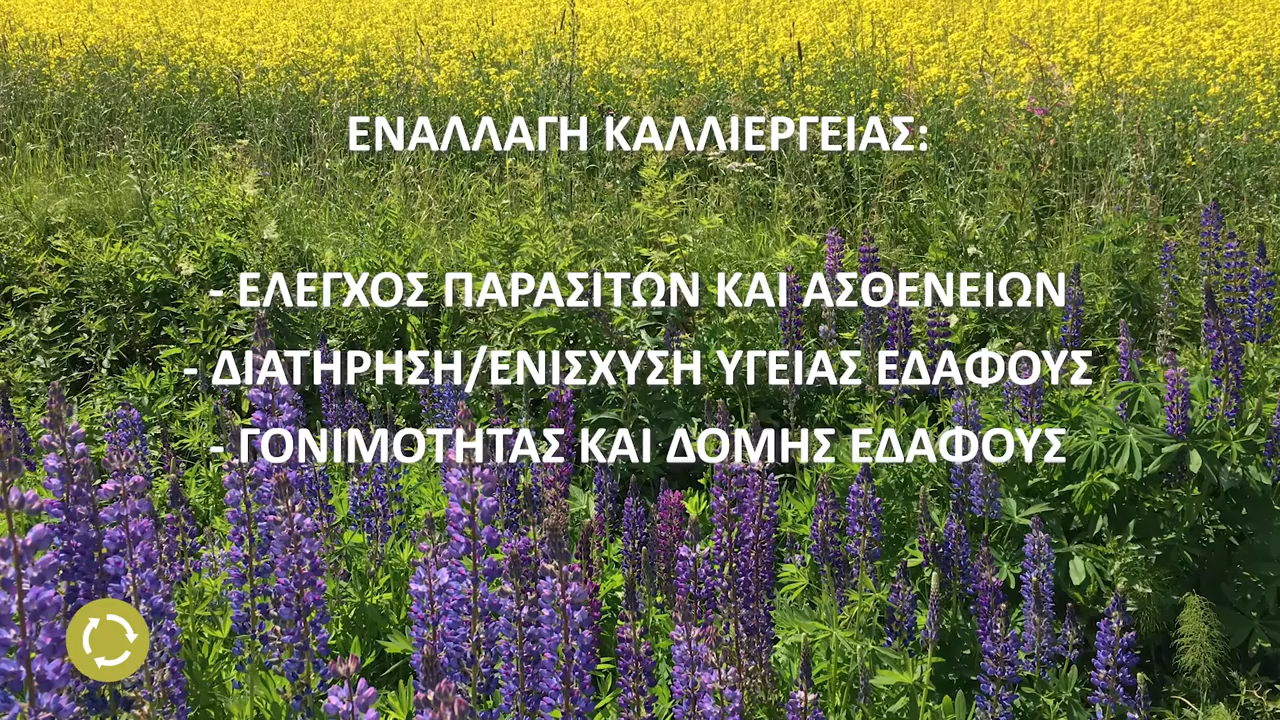 ΕΝΑΛΛΑΓΗ ΚΑΛΛΙΕΡΓΕΙΑΣ:
- ΕΛΕΓΧΟΣ ΠΑΡΑΣΙΤΩΝ ΚΑΙ ΑΣΘΕΝΕΙΩΝ
- ΔΙΑΤΗΡΗΣΗ/ΕΝΙΣΧΥΣΗ ΥΓΕΙΑΣ ΕΔΑΦΟΥΣ
- ΓΟΝΙΜΟΤΗΤΑΣ ΚΑΙ ΔΟΜΗΣ ΕΔΑΦΟΥΣ